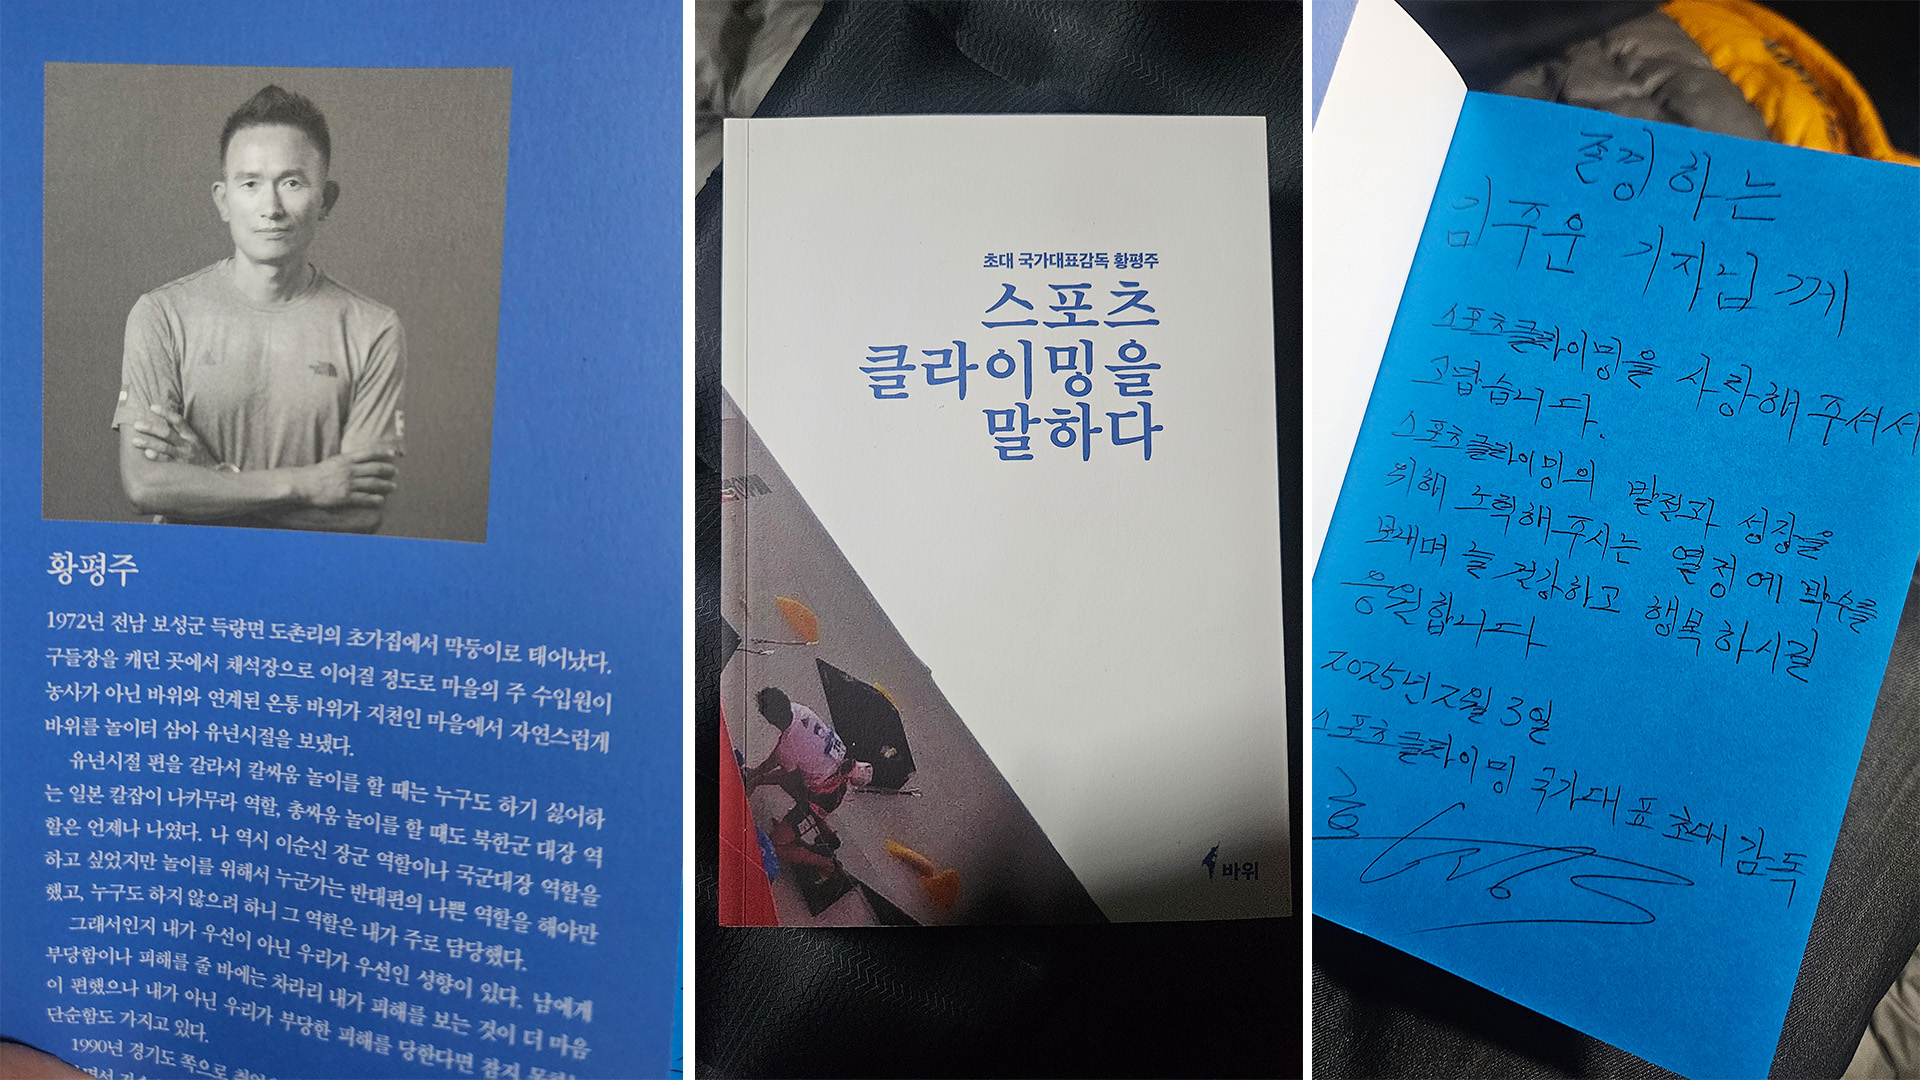 황평주
1972년 전남 보성군 득량면 도촌리의 초가집에서 막둥이로 태어났다.
구들장을 캐던 곳에서 채석장으로 이어질 정도로 마을의 주 수입원이
농사가 아닌 바위와 연계된 온통 바위가 지천인 마을에서 자연스럽게
바위를 놀이터 삼아 유년시절을 보냈다.
유년시절 편을 갈라서 칼싸움 놀이를 할 때는 누구도 하기 싫어하
는 일본 칼잡이 나카무라 역할, 총싸움 놀이를 할 때도 북한군 대장 역
할은 언제나 나였다. 나 역시 이순신 장군 역할이나 국군대장 역할을
하고 싶었지만 놀이를 위해서 누군가는 반대편의 나쁜 역할을 해야만
했고, 누구도 하지 않으려 하니 그 역할은 내가 주로 담당했다.
그래서인지 내가 우선이 아닌 우리가 우선인 성향이 있다. 남에게
부당함이나 피해를 줄 바에는 차라리 내가 피해를 보는 것이 더 마음
이 편했으나 내가 아닌 우리가 부당한 피해를 당한다면 참지 못하는
단순함도 가지고 있다.
1990년 경기도 쪽으로
초대 국가대표감독 황평주
스포츠
클라이밍을
말하다
바위
존경하는
임주운 기자님께
스포츠클라이밍을 사랑해주셔서
고맙습니다.
스포츠클라이밍의 발전과 성장을
위해 노력해주시는 열정에 박수를
보내며 늘 건강하고 행복하시길
응원합니다
2025년 2월 3일
스포츠클라이밍 국가대표 초대감독
THE NORTH FACE